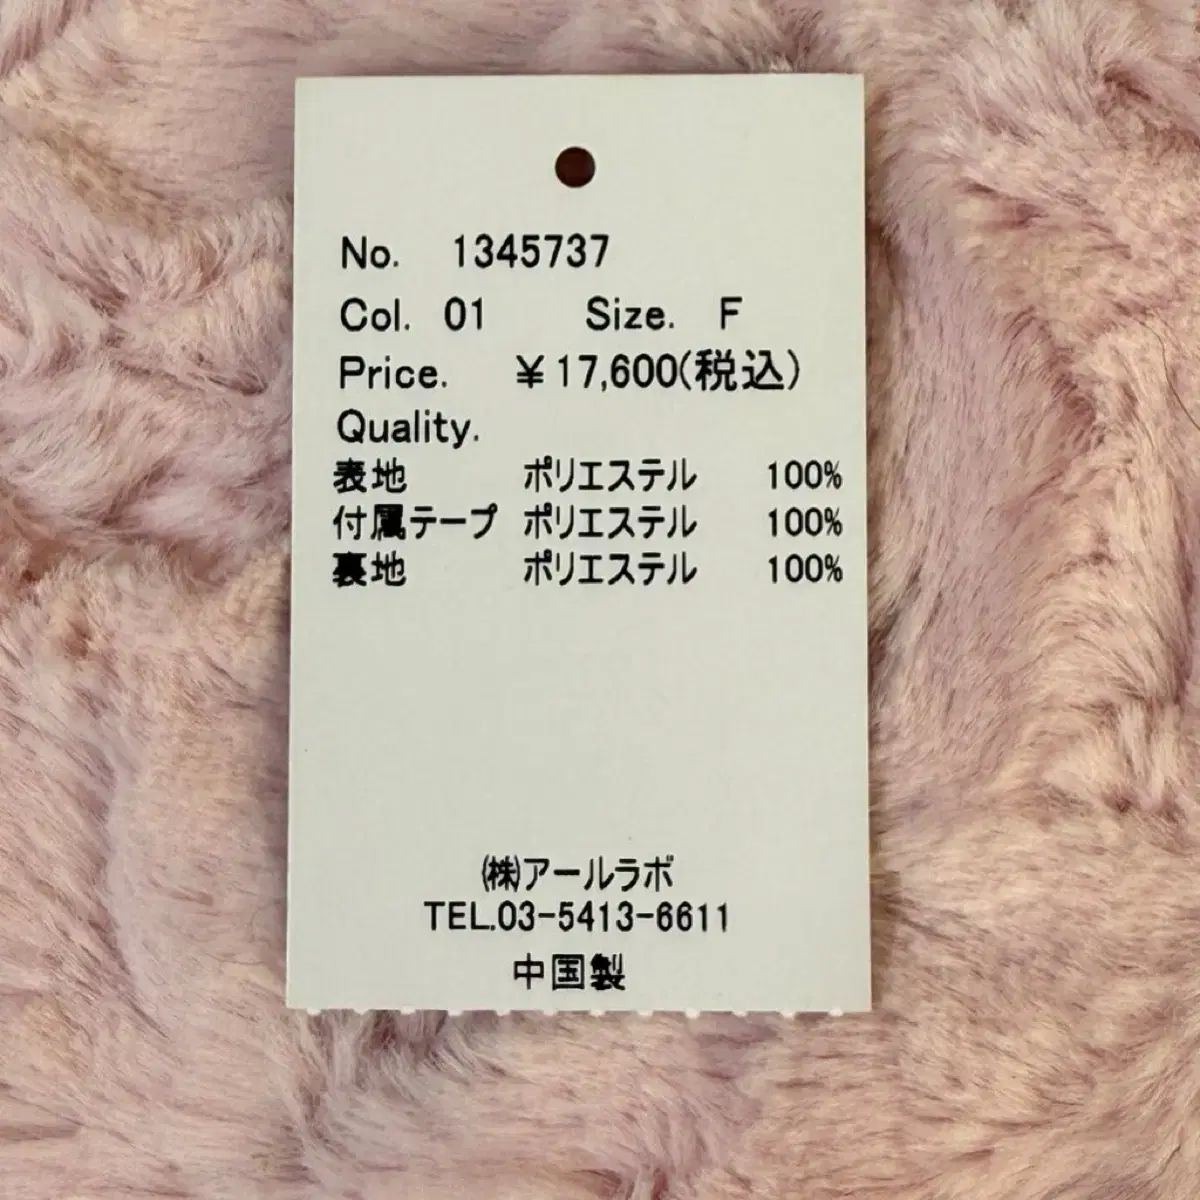 No. 1345737
Col. 01 Size. F
Price. ¥17,600(税込)
Quality.
表地 ポリエステル 100%
付属テープ ポリエステル 100%
裏地 ポリエステル 100%
㈱アールラボ
TEL.03-5413-6611
中国製